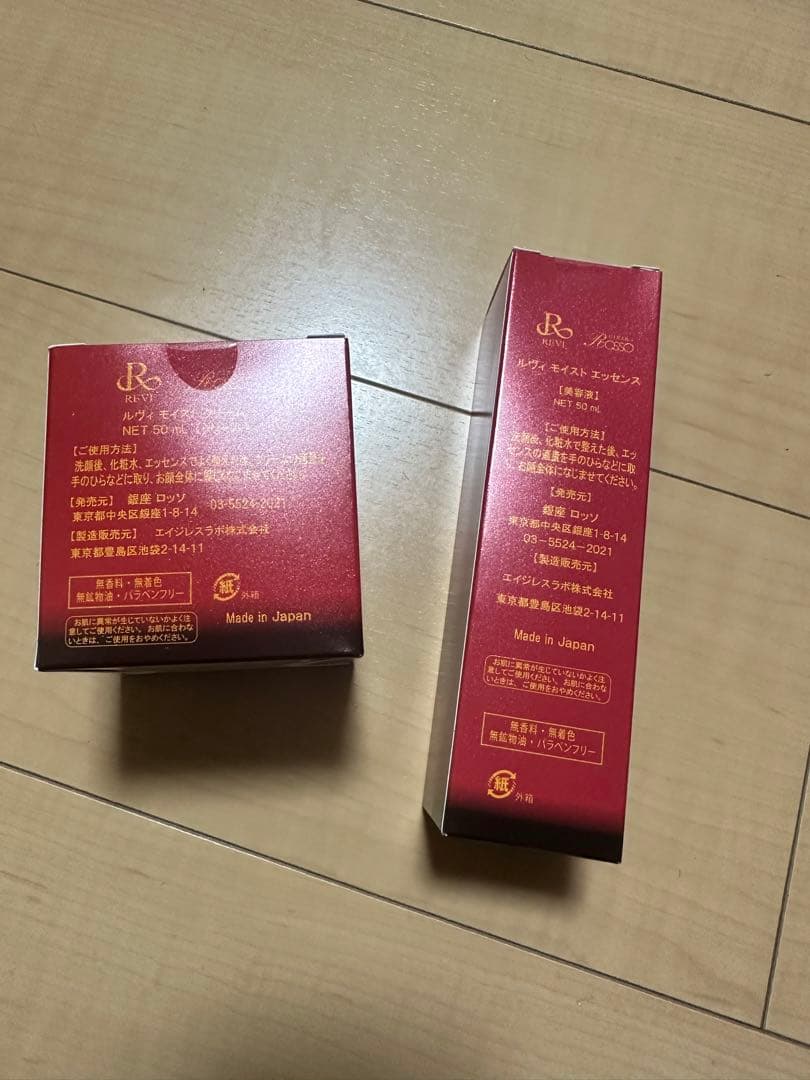 R
REVI
ルヴィ モイスト
NET 50 mL
【ご使用方法】
洗顔後、化粧水、エッセンスで
手のひらなどに取り、お顔全体に
【発売元】 銀座 ロッソ 03-5524-2021
東京都中央区銀座1-8-14
【製造販売元】 エイジレスラボ株式会社
東京都豊島区池袋2-14-11
無香料・無着色
無鉱物油・パラベンフリー
紙 外箱
Made in Japan
お肌に異常が生じていないかよく注
意してご使用ください。お肌に合わな
いときは、ご使用をおやめください。
R
REVI
GINZA
ROSSO
ルヴィ モイスト エッセンス
【美容液】
NET 50 mL
【ご使用方法】
洗顔後、化粧水で整えた後、エッ
センスの適量を手のひらなどに取り、
お顔全体になじませてください。
【発売元】
銀座 ロッソ
東京都中央区銀座1-8-14
03-5524-2021
【製造販売元】
エイジレスラボ株式会社
東京都豊島区池袋2-14-11
Made in Japan
お肌に異常が生じていないかよく注
意してご使用ください。お肌に合わな
いときは、ご使用をおやめください。
無香料・無着色
無鉱物油・パラベンフリー
紙 外箱